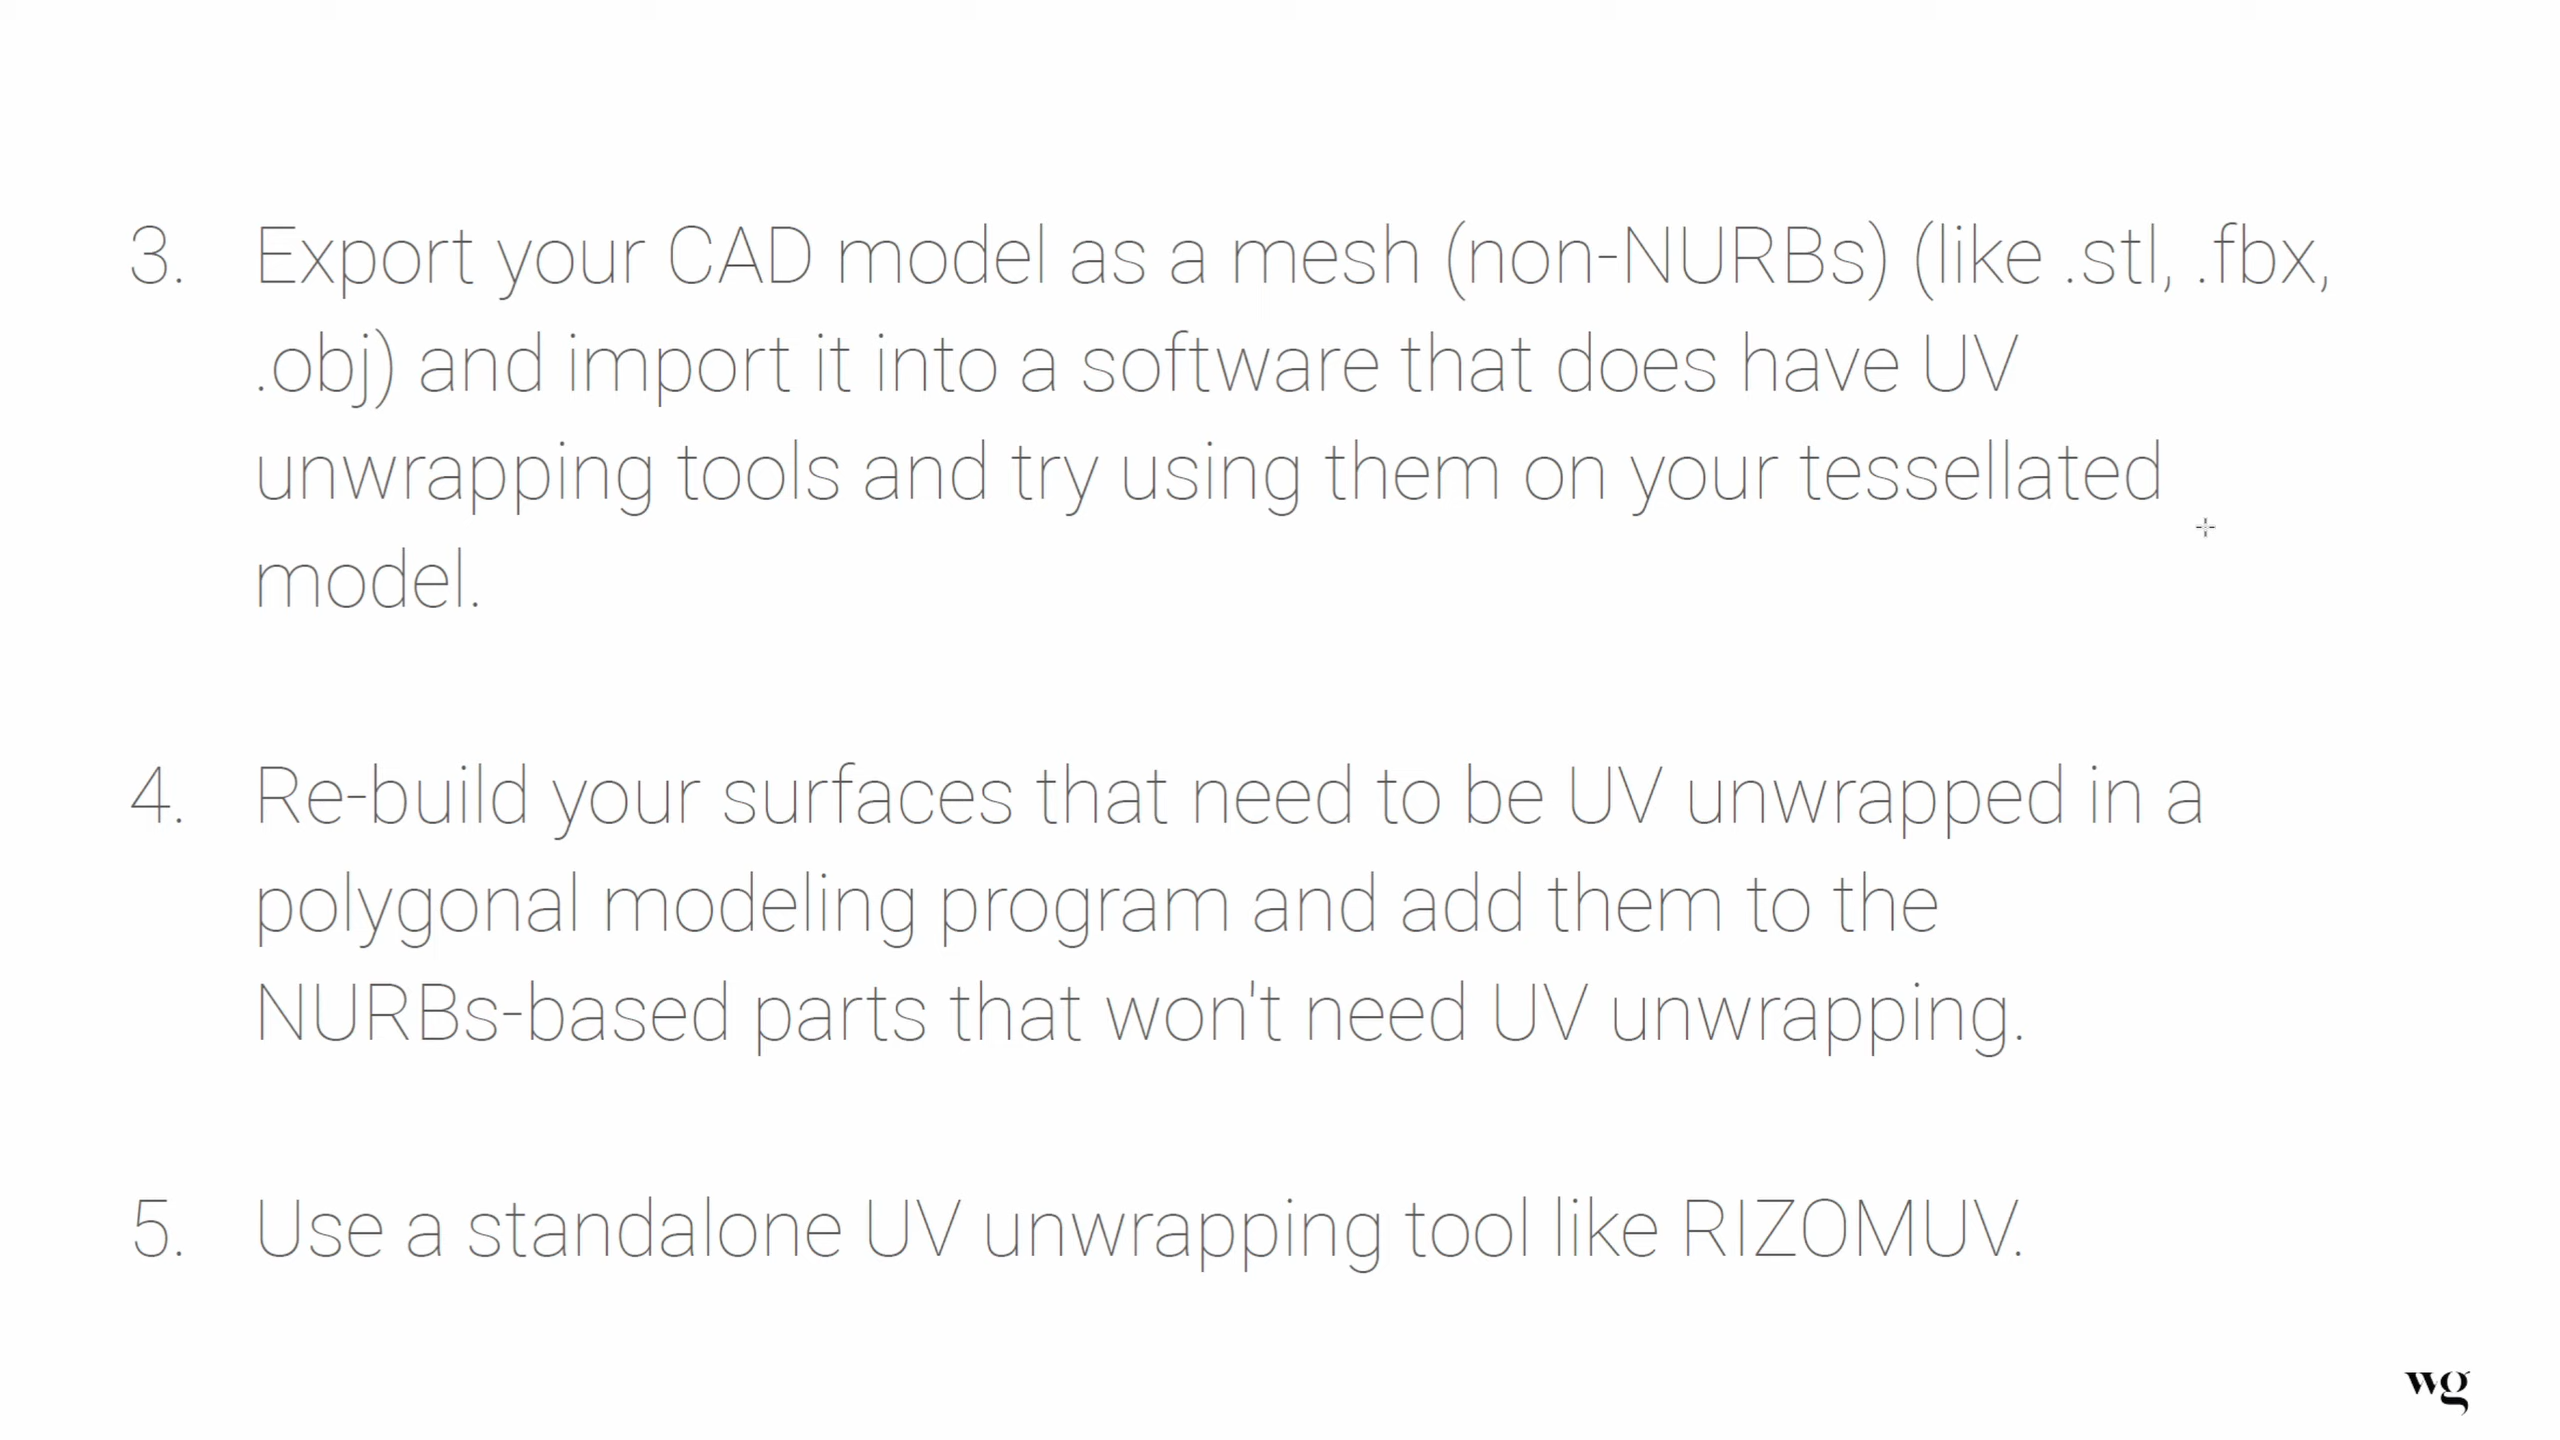 3. Export your CAD model as a mesh (non-NURBs) (like .stl, .fbx,
.obj) and import it into a software that does have UV
unwrapping tools and try using them on your tessellated
model.
4. Re-build your surfaces that need to be UV unwrapped in a
polygonal modeling program and add them to the
NURBs-based parts that won't need UV unwrapping.
5. Use a standalone UV unwrapping tool like RIZOMUV.
wg